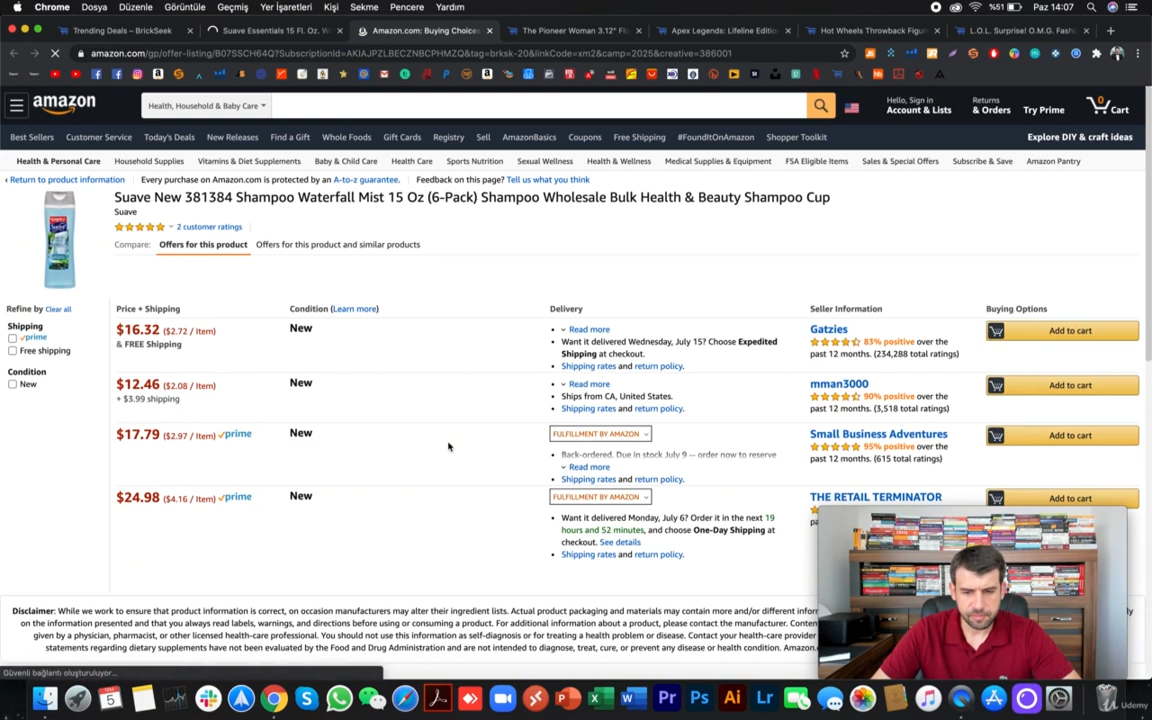 Chrome Dosya Düzenle Görüntüle Geçmiş Yer İşaretleri Kişi Sekme Pencere Yardım %51 Paz 14:07
Trending Deals – BrickSeek Suave Essentials 15 Fl. Oz. W Amazon.com: Buying Choices The Pioneer Woman 3.12" Fl Apex Legends: Lifeline Edition Hot Wheels Throwback Figur L.O.L. Surprise! O.M.G. Fash
amazon.com/gp/offer-listing/B07SSCH64Q?SubscriptionId=AKIAJPZLBECZNBCPHMZQ&tag=brksk-20&linkCode=xm2&camp=2025&creative=386001
amazon Health, Household & Baby Care Hello, Sign in Account & Lists Returns & Orders Try Prime 0 Cart
Best Sellers Customer Service Today's Deals New Releases Find a Gift Whole Foods Gift Cards Registry Sell AmazonBasics Coupons Free Shipping #FoundItOnAmazon Shopper Toolkit Explore DIY & craft ideas
Health & Personal Care Household Supplies Vitamins & Diet Supplements Baby & Child Care Health Care Sports Nutrition Sexual Wellness Health & Wellness Medical Supplies & Equipment FSA Eligible Items Sales & Special Offers Subscribe & Save Amazon Pantry
‹ Return to product information Every purchase on Amazon.com is protected by an A-to-z guarantee. Feedback on this page? Tell us what you think
Suave New 381384 Shampoo Waterfall Mist 15 Oz (6-Pack) Shampoo Wholesale Bulk Health & Beauty Shampoo Cup
Suave
2 customer ratings
Compare: Offers for this product Offers for this product and similar products
Refine by Clear all
Shipping
prime
Free shipping
Condition
New
Price + Shipping Condition (Learn more) Delivery Seller Information Buying Options
$16.32 ($2.72 / Item)
& FREE Shipping
New
Read more
Want it delivered Wednesday, July 15? Choose Expedited
Shipping at checkout.
Shipping rates and return policy.
Gatzies
83% positive over the
past 12 months. (234,288 total ratings)
Add to cart
$12.46 ($2.08 / Item)
+ $3.99 shipping
New
Read more
Ships from CA, United States.
Shipping rates and return policy.
mman3000
90% positive over the
past 12 months. (3,518 total ratings)
Add to cart
$17.79 ($2.97 / Item) prime
New
FULFILLMENT BY AMAZON
Back-ordered. Due in stock July 9 -- order now to reserve
Read more
Shipping rates and return policy.
Small Business Adventures
95% positive over the
past 12 months. (615 total ratings)
Add to cart
$24.98 ($4.16 / Item) prime
New
FULFILLMENT BY AMAZON
Want it delivered Monday, July 6? Order it in the next 19
hours and 52 minutes, and choose One-Day Shipping at
checkout. See details
Shipping rates and return policy.
THE RETAIL TERMINATOR
Add to cart
Disclaimer: While we work to ensure that product information is correct, on occasion manufacturers may alter their ingredient lists. Actual product packaging and materials may contain more and/or different
on the information presented and that you always read labels, warnings, and directions before using or consuming a product. For additional information about a product, please contact the manufacturer.
given by a physician, pharmacist, or other licensed health-care professional. You should not use this information as self-diagnosis or for treating a health problem or disease. Contact your health-care provider
statements regarding dietary supplements have not been evaluated by the Food and Drug Administration and are not intended to diagnose, treat, cure, or prevent any disease or health condition.
Güvenli bağlantı oluşturuluyor...
Udemy